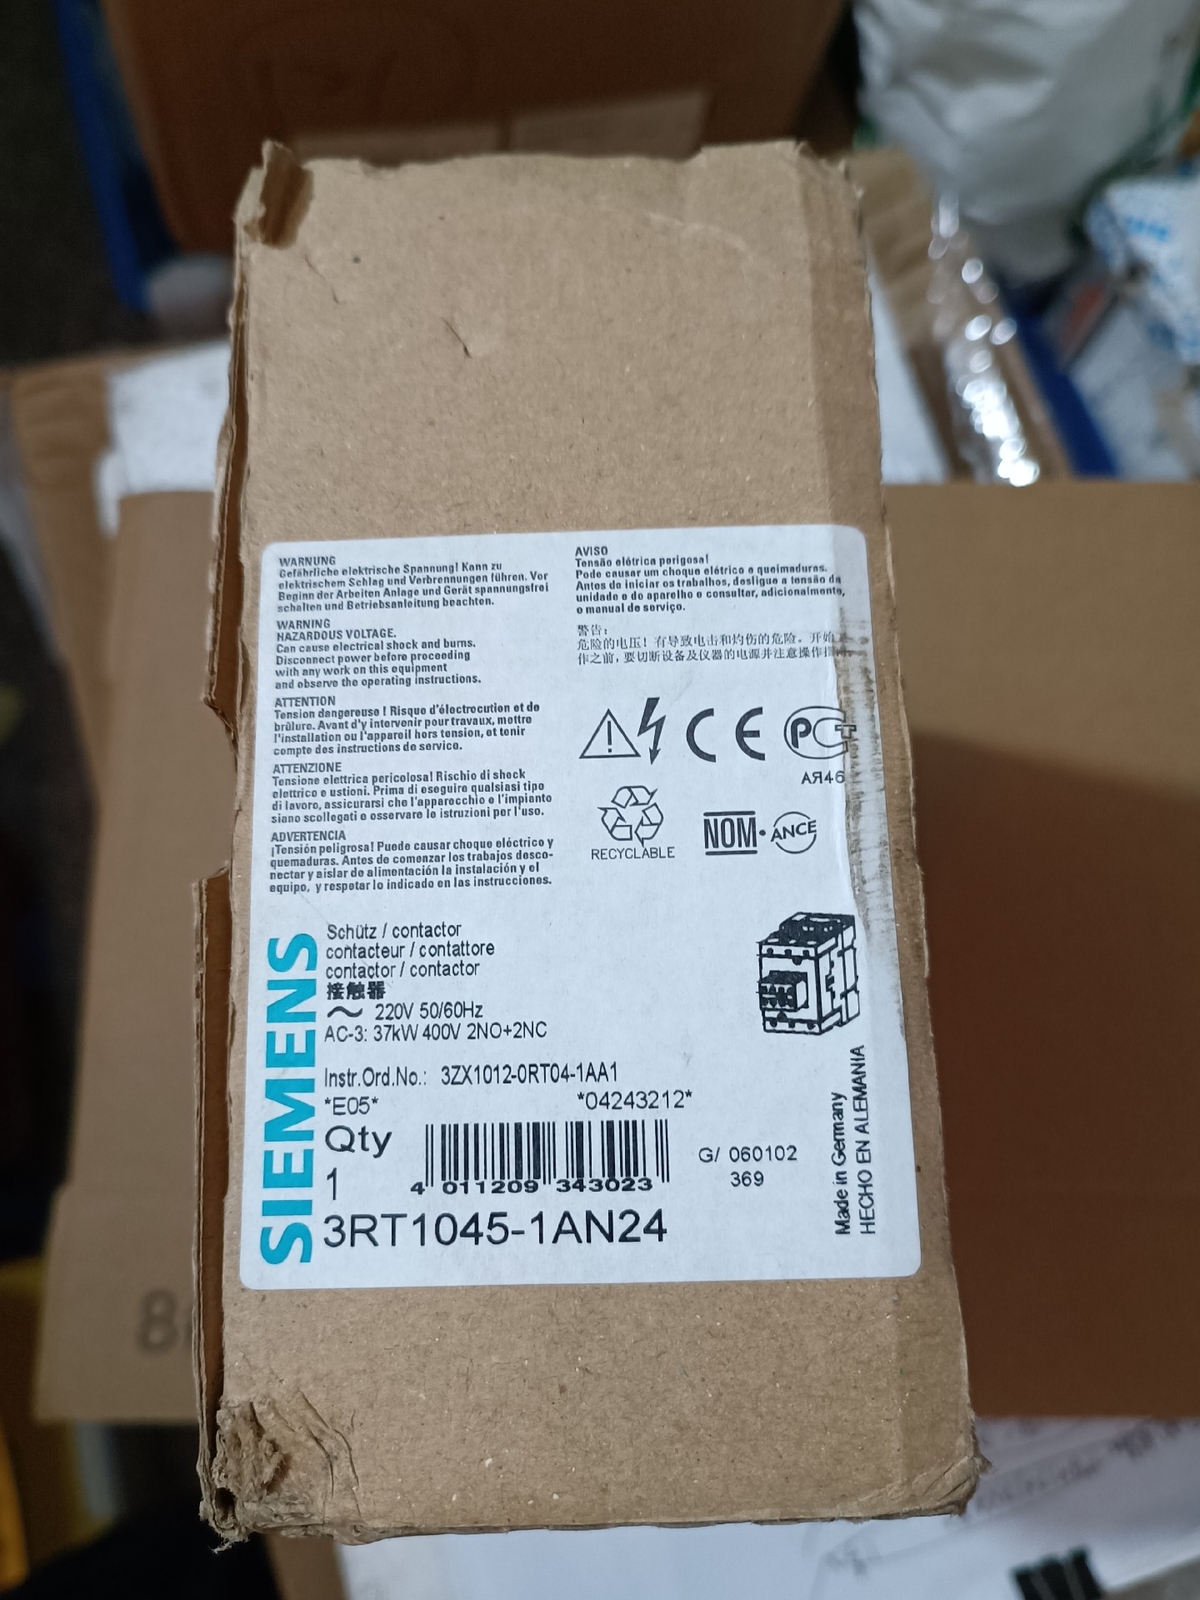 WARNUNG
Gefährliche elektrische Spannung! Kann zu
elektrischem Schlag und Verbrennungen führen. Vor
Beginn der Arbeiten Anlage und Gerät spannungsfrei
schalten und Betriebsanleitung beachten.
WARNING
HAZARDOUS VOLTAGE.
Can cause electrical shock and burns.
Disconnect power before proceeding
with any work on this equipment
and observe the operating instructions.
ATTENTION
Tension dangereuse ! Risque d'électrocution et de
brûlure. Avant d'y intervenir pour travaux, mettre
l'installation ou l'appareil hors tension, et tenir
compte des instructions de service.
ATTENZIONE
Tensione elettrica pericolosa! Rischio di shock
elettrico e ustioni. Prima di eseguire qualsiasi tipo
di lavoro, assicurarsi che l'apparecchio e l'impianto
siano scollegati e osservare le istruzioni per l'uso.
ADVERTENCIA
¡Tensión peligrosa! Puede causar choque eléctrico y
quemaduras. Antes de comenzar los trabajos desco-
nectar y aislar de alimentación la instalación y el
equipo, y respetar lo indicado en las instrucciones.
AVISO
Tensão elétrica perigosa!
Pode causar um choque elétrico e queimaduras.
Antes de iniciar os trabalhos, desligue a tensão da
unidade e do aparelho e consultar, adicionalmente,
o manual de serviço.
警告:
危险的电压! 有导致电击和灼伤的危险。开始
作之前,要切断设备及仪器的电源并注意操作
CE
РСТ
АЯ46
RECYCLABLE
NOM·ANCE
SIEMENS
Schütz / contactor
contacteur / contattore
contactor / contactor
接触器
~ 220V 50/60Hz
AC-3: 37kW 400V 2NO+2NC
Instr.Ord.No.: 3ZX1012-0RT04-1AA1
*E05* *04243212*
Qty
1
4 011209 343023
G/ 060102
369
3RT1045-1AN24
Made in Germany
HECHO EN ALEMANIA